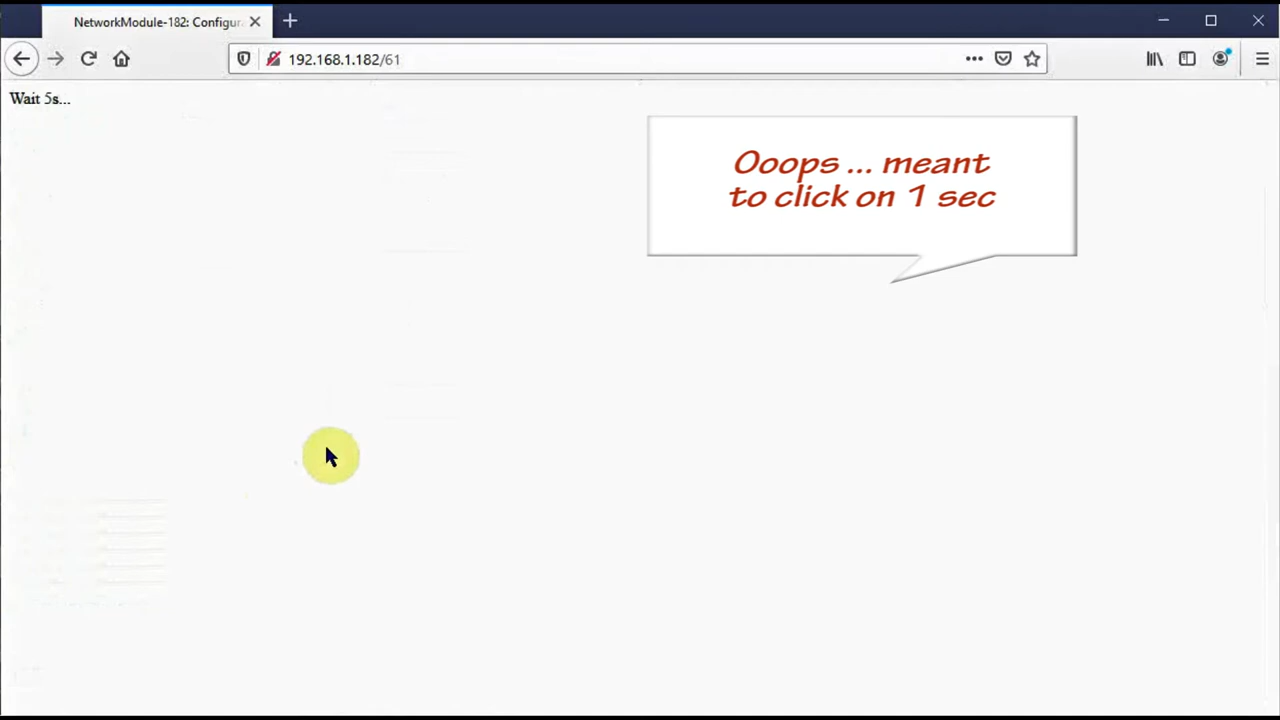 NetworkModule-182: Configur
192.168.1.182/61
Wait 5s...
Ooops ... meant
to click on 1 sec